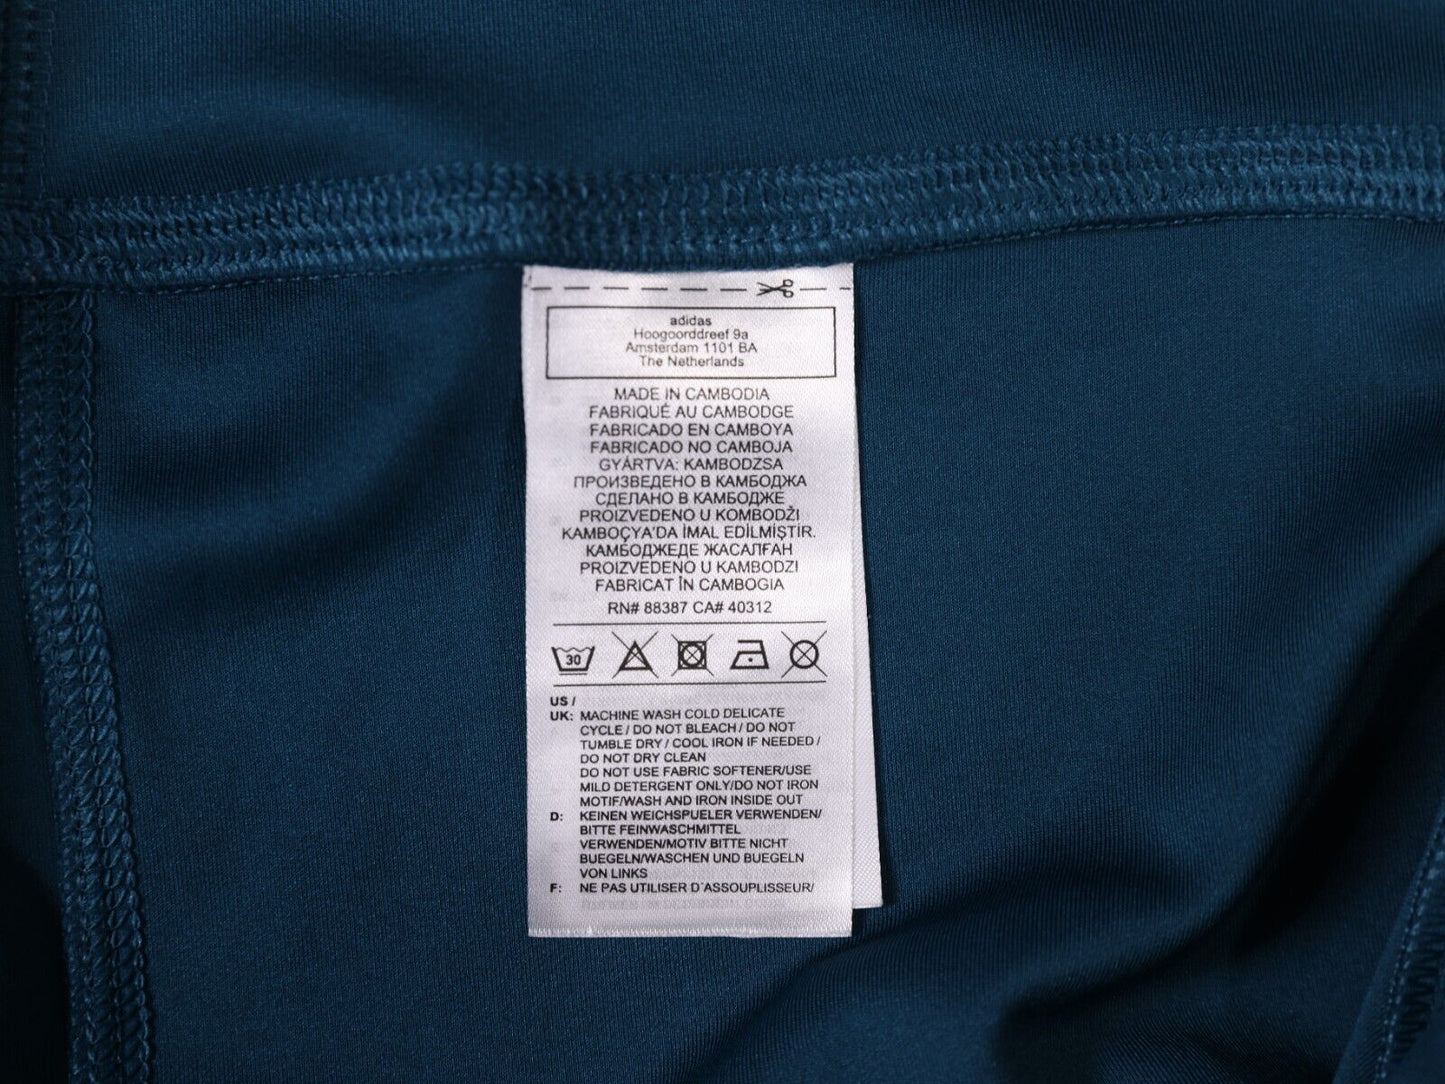 adidas
Hoogoorddreef 9a
Amsterdam 1101 BA
The Netherlands
MADE IN CAMBODIA
FABRIQUÉ AU CAMBODGE
FABRICADO EN CAMBOYA
FABRICADO NO CAMBOJA
GYÁRTVA: KAMBODZSA
ПРОИЗВЕДЕНО В КАМБОДЖА
СДЕЛАНО В КАМБОДЖЕ
PROIZVEDENO U KOMBODŽI
KAMBOÇYA'DA İMAL EDİLMİŞTİR.
КАМБОДЖЕДЕ ЖАСАЛҒАН
PROIZVEDENO U KAMBODZI
FABRICAT ÎN CAMBOGIA
RN# 88387 CA# 40312
30
US /
UK: MACHINE WASH COLD DELICATE
CYCLE / DO NOT BLEACH / DO NOT
TUMBLE DRY / COOL IRON IF NEEDED /
DO NOT DRY CLEAN
DO NOT USE FABRIC SOFTENER/USE
MILD DETERGENT ONLY/DO NOT IRON
MOTIF/WASH AND IRON INSIDE OUT
D: KEINEN WEICHSPUELER VERWENDEN/
BITTE FEINWASCHMITTEL
VERWENDEN/MOTIV BITTE NICHT
BUEGELN/WASCHEN UND BUEGELN
VON LINKS
F: NE PAS UTILISER D´ASSOUPLISSEUR/